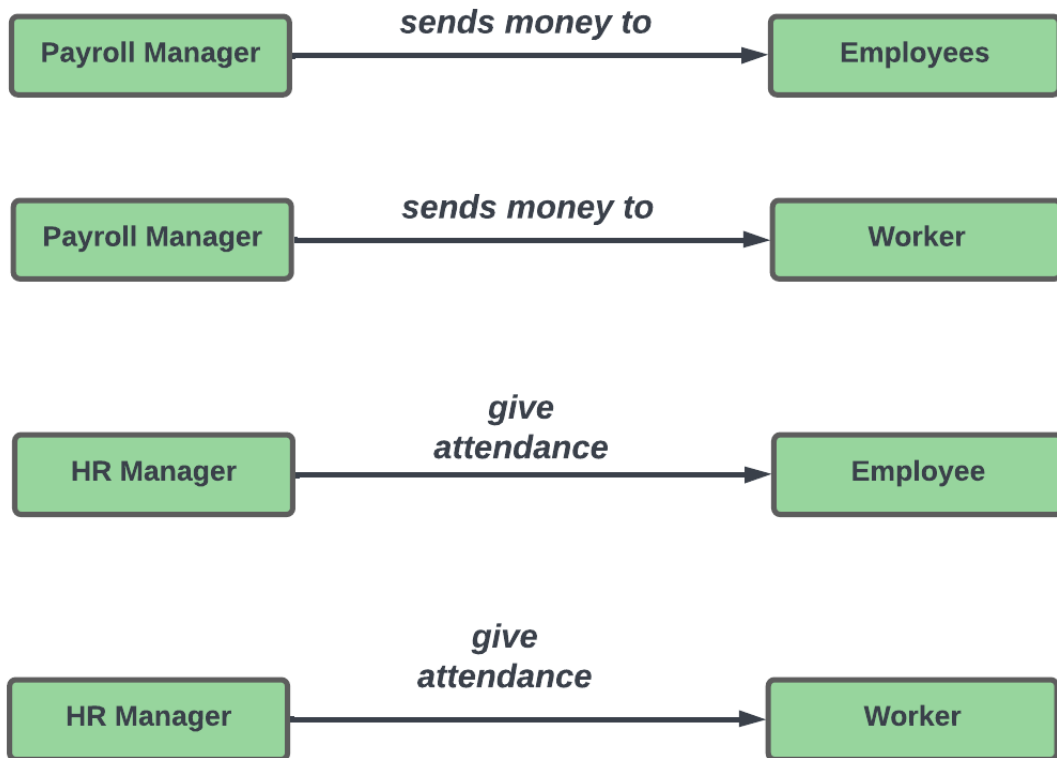 sends money to
Payroll Manager
Employees
sends money to
Payroll Manager
Worker
give
attendance
HR Manager
Employee
give
attendance
HR Manager
Worker